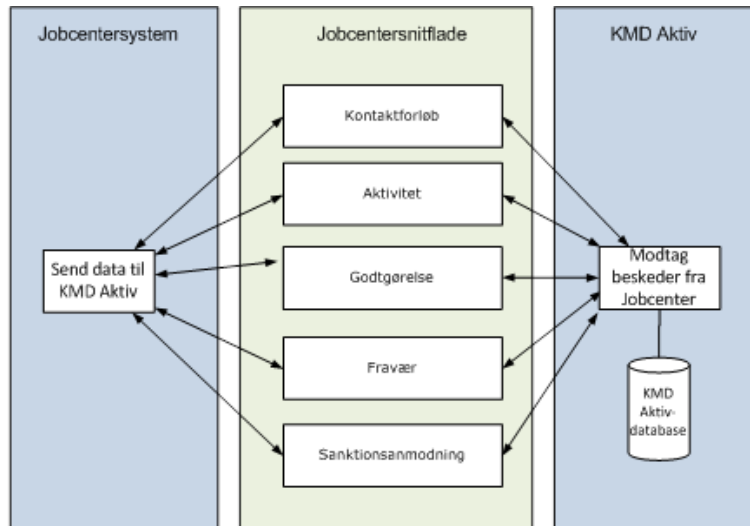 Jobcentersystem
Jobcentersnitflade
KMD Aktiv
Kontaktforløb
Aktivitet
Send data til
KMD Aktiv
Godtgørelse
Modtag
beskeder fra
Jobcenter
Fravær
Sanktionsanmodning
KMD
Aktiv-
database